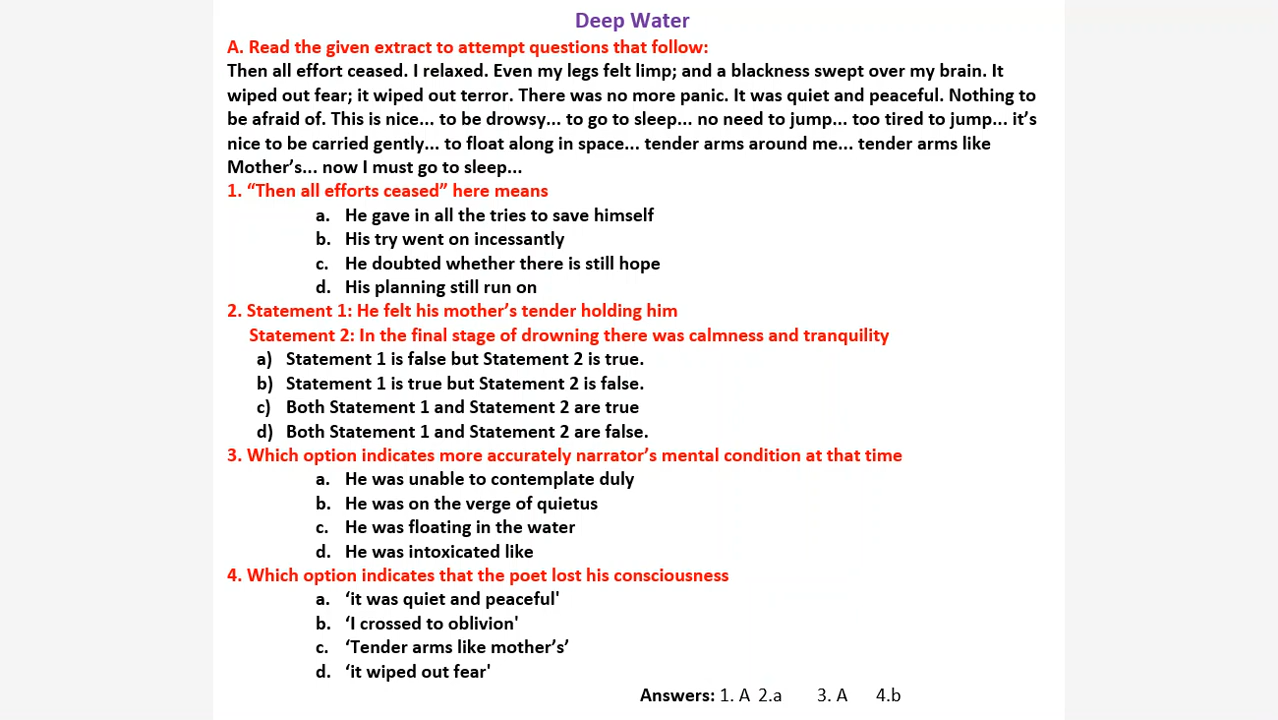 Deep Water
A. Read the given extract to attempt questions that follow:
Then all effort ceased. I relaxed. Even my legs felt limp; and a blackness swept over my brain. It
wiped out fear; it wiped out terror. There was no more panic. It was quiet and peaceful. Nothing to
be afraid of. This is nice... to be drowsy... to go to sleep... no need to jump... too tired to jump... it’s
nice to be carried gently... to float along in space... tender arms around me... tender arms like
Mother’s... now I must go to sleep...
1. “Then all efforts ceased” here means
a. He gave in all the tries to save himself
b. His try went on incessantly
c. He doubted whether there is still hope
d. His planning still run on
2. Statement 1: He felt his mother’s tender holding him
Statement 2: In the final stage of drowning there was calmness and tranquility
a) Statement 1 is false but Statement 2 is true.
b) Statement 1 is true but Statement 2 is false.
c) Both Statement 1 and Statement 2 are true
d) Both Statement 1 and Statement 2 are false.
3. Which option indicates more accurately narrator’s mental condition at that time
a. He was unable to contemplate duly
b. He was on the verge of quietus
c. He was floating in the water
d. He was intoxicated like
4. Which option indicates that the poet lost his consciousness
a. ‘it was quiet and peaceful'
b. ‘I crossed to oblivion'
c. ‘Tender arms like mother’s’
d. ‘it wiped out fear'
Answers: 1. A 2.a 3. A 4.b